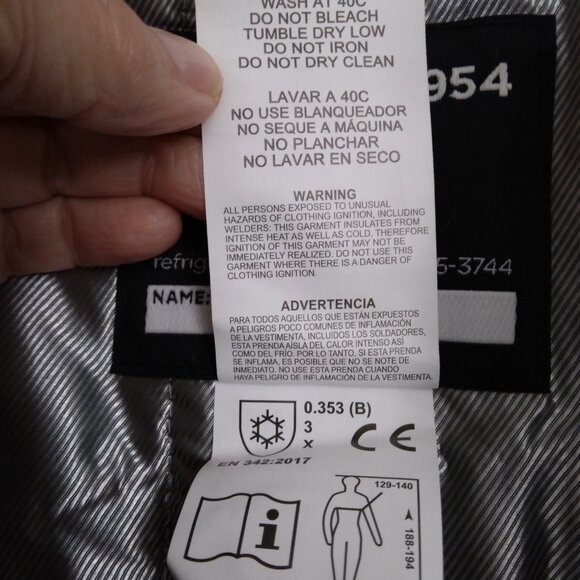 WASH AT 40C
DO NOT BLEACH
TUMBLE DRY LOW
DO NOT IRON
DO NOT DRY CLEAN
954
LAVAR A 40C
NO USE BLANQUEADOR
NO SEQUE A MÁQUINA
NO PLANCHAR
NO LAVAR EN SECO
WARNING
ALL PERSONS EXPOSED TO UNUSUAL
HAZARDS OF CLOTHING IGNITION, INCLUDING
WELDERS: THIS GARMENT INSULATES FROM
INTENSE HEAT AS WELL AS COLD. THEREFORE
IGNITION OF THIS GARMENT MAY NOT BE
IMMEDIATELY REALIZED. DO NOT USE THIS
GARMENT WHERE THERE IS A DANGER OF
CLOTHING IGNITION.
refrig 5-3744
NAME:
ADVERTENCIA
PARA TODOS AQUELLOS QUE ESTÁN EXPUESTOS
A PELIGROS POCO COMUNES DE INFLAMACIÓN
DE LA VESTIMENTA, INCLUIDOS LOS SOLDADORES,
ESTA PRENDA AÍSLA DEL CALOR INTENSO ASÍ
COMO DEL FRÍO. POR LO TANTO, SI ESTA PRENDA
SE INFLAMA, ES POSIBLE QUE NO SE NOTE DE
INMEDIATO. NO USE ESTA PRENDA CUANDO
HAYA PELIGRO DE INFLAMACIÓN DE LA VESTIMENTA.
0.353 (B)
3
X
CE
EN 342:2017
i
129-140
188-194